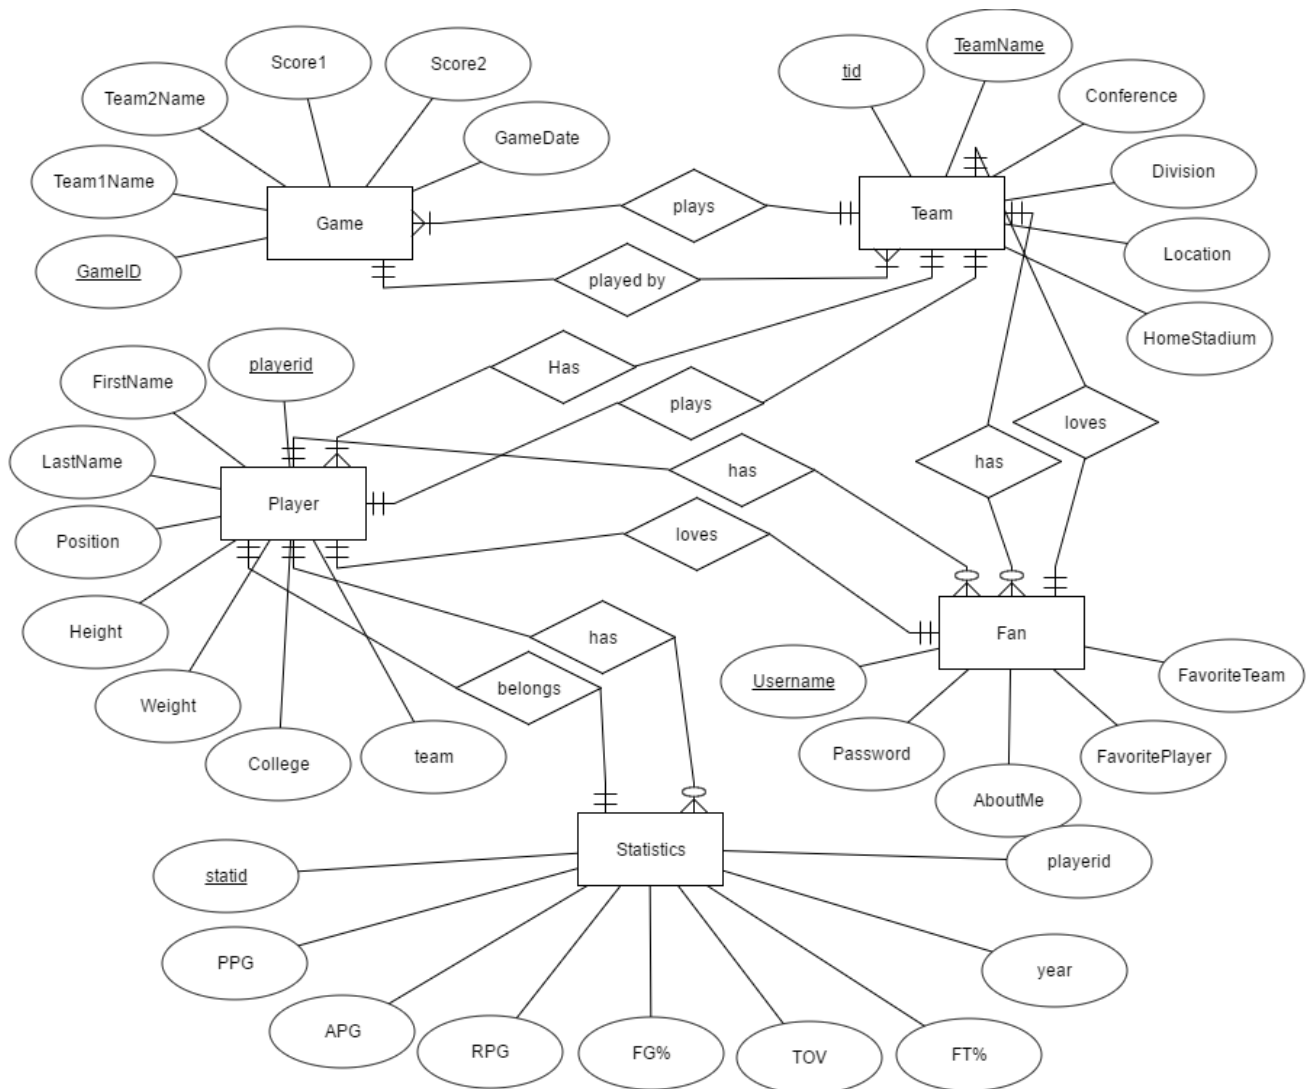 Score1
Score2
Team2Name
GameDate
Team1Name
Game
GameID
tid
TeamName
Conference
Division
Team
Location
HomeStadium
plays
played by
Has
plays
has
loves
has
loves
playerid
FirstName
LastName
Player
Position
Height
Weight
College
team
has
belongs
Fan
Username
FavoriteTeam
Password
FavoritePlayer
AboutMe
Statistics
playerid
statid
year
PPG
APG
RPG
FG%
TOV
FT%